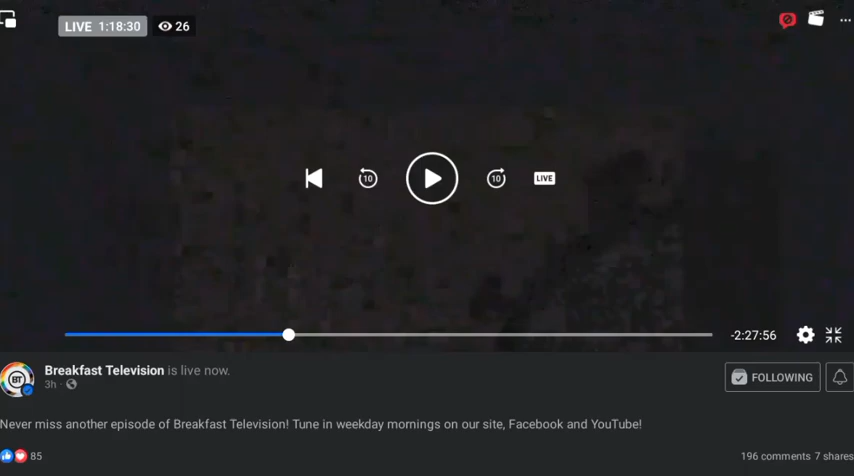 LIVE 1:18:30 26
10 10 LIVE
-2:27:56
BT
Breakfast Television is live now.
FOLLOWING
3h ·
Never miss another episode of Breakfast Television! Tune in weekday mornings on our site, Facebook and YouTube!
85 196 comments 7 shares